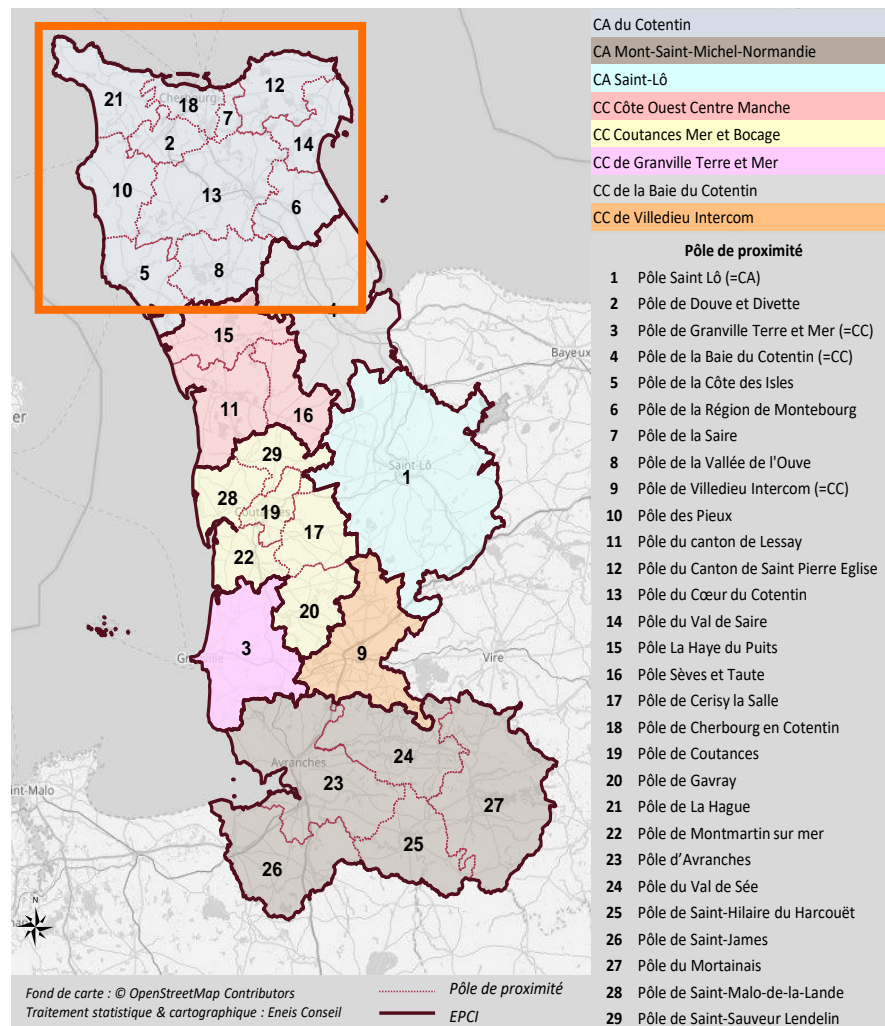 CA du Cotentin
CA Mont-Saint-Michel-Normandie
CA Saint-Lô
CC Côte Ouest Centre Manche
CC Coutances Mer et Bocage
CC de Granville Terre et Mer
CC de la Baie du Cotentin
CC de Villedieu Intercom
Pôle de proximité
1 Pôle Saint Lô (=CA)
2 Pôle de Douve et Divette
3 Pôle de Granville Terre et Mer (=CC)
4 Pôle de la Baie du Cotentin (=CC)
5 Pôle de la Côte des Isles
6 Pôle de la Région de Montebourg
7 Pôle de la Saire
8 Pôle de la Vallée de l'Ouve
9 Pôle de Villedieu Intercom (=CC)
10 Pôle des Pieux
11 Pôle du canton de Lessay
12 Pôle du Canton de Saint Pierre Eglise
13 Pôle du Cœur du Cotentin
14 Pôle du Val de Saire
15 Pôle La Haye du Puits
16 Pôle Sèves et Taute
17 Pôle de Cerisy la Salle
18 Pôle de Cherbourg en Cotentin
19 Pôle de Coutances
20 Pôle de Gavray
21 Pôle de La Hague
22 Pôle de Montmartin sur mer
23 Pôle d'Avranches
24 Pôle du Val de Sée
25 Pôle de Saint-Hilaire du Harcouët
26 Pôle de Saint-James
27 Pôle du Mortainais
28 Pôle de Saint-Malo-de-la-Lande
29 Pôle de Saint-Sauveur Lendelin
12
21
18
7
2
14
10
13
6
5
8
15
Bayeux
11
16
29
Saint-Lô
1
28
19
17
22
20
3
9
Vire
Avranches
24
23
27
25
26
N
Fond de carte : © OpenStreetMap Contributors
Traitement statistique & cartographique : Eneis Conseil
Pôle de proximité
EPCI